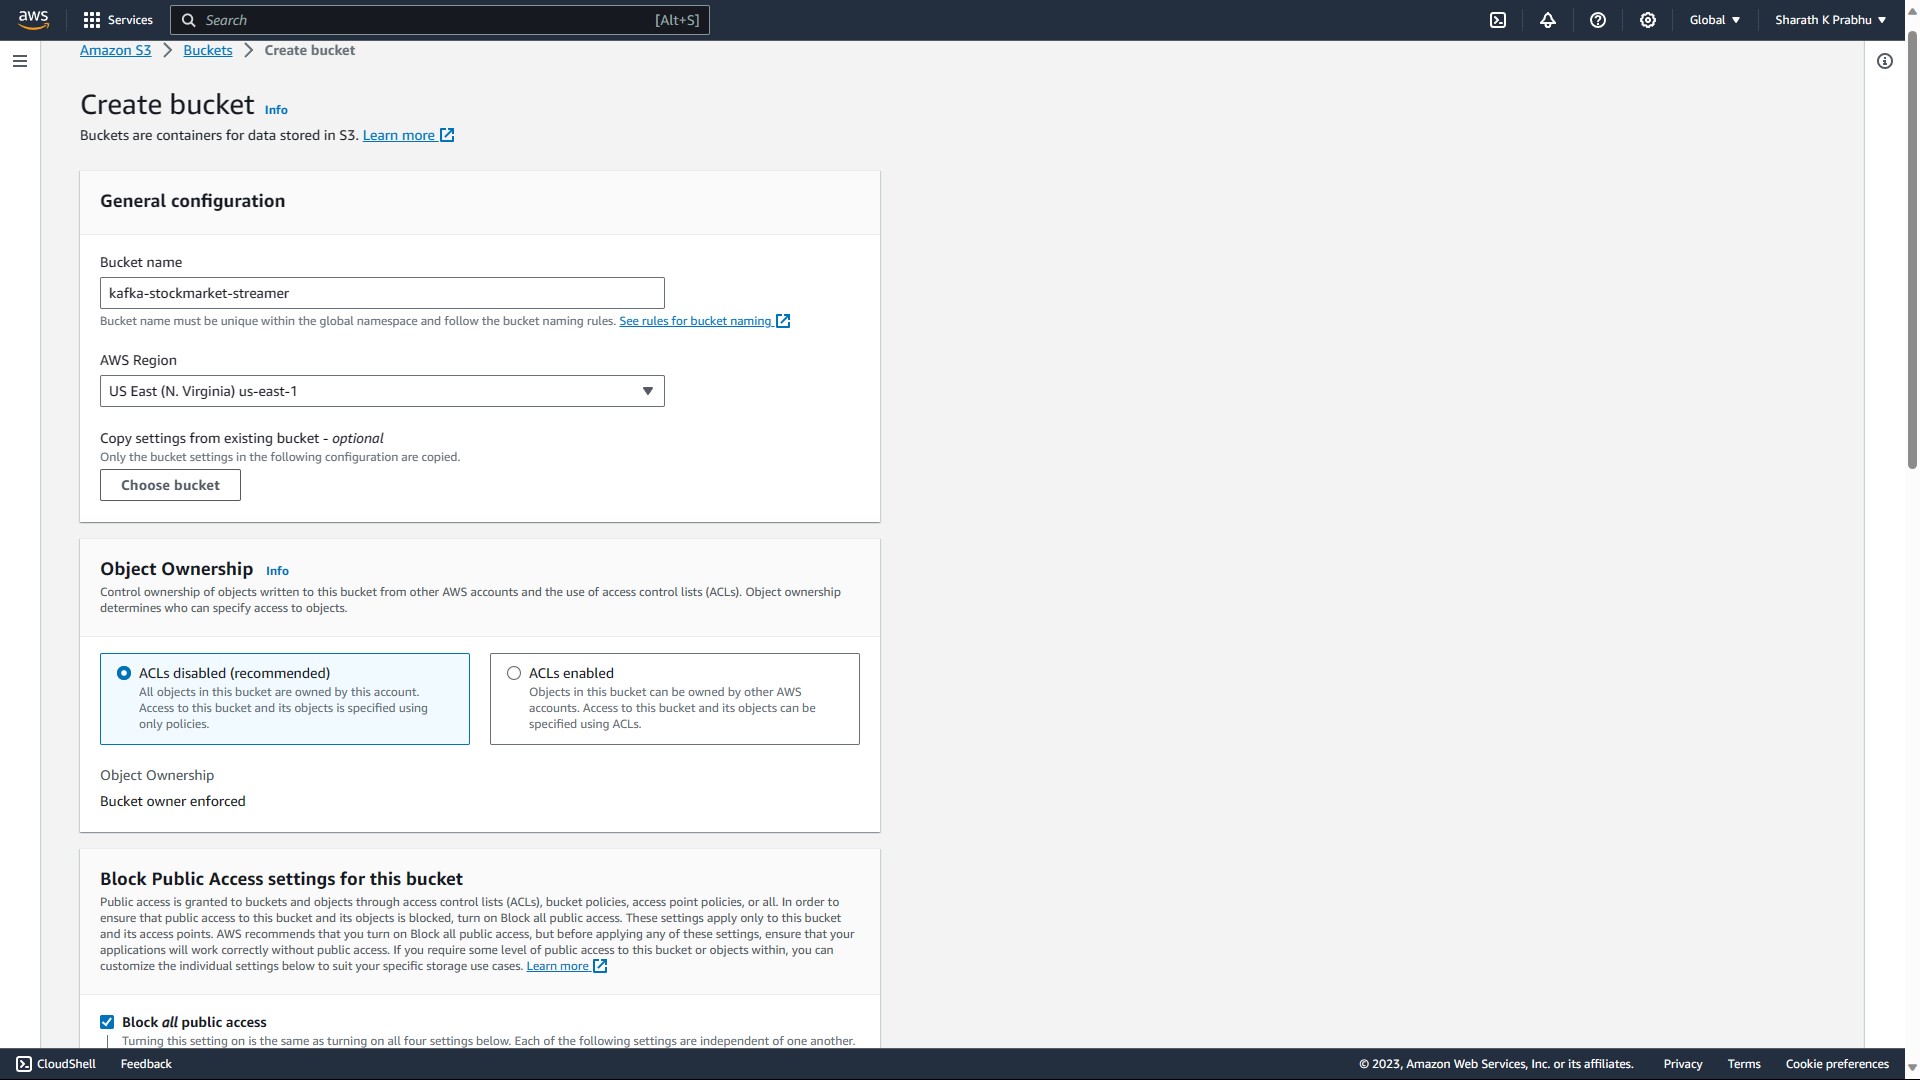 aws
Services
Search
[Alt+S]
Global
Sharath K Prabhu
Amazon S3
Buckets
Create bucket
Create bucket
Info
Buckets are containers for data stored in S3. Learn more
General configuration
Bucket name
kafka-stockmarket-streamer
Bucket name must be unique within the global namespace and follow the bucket naming rules. See rules for bucket naming
AWS Region
US East (N. Virginia) us-east-1
Copy settings from existing bucket - optional
Only the bucket settings in the following configuration are copied.
Choose bucket
Object Ownership
Info
Control ownership of objects written to this bucket from other AWS accounts and the use of access control lists (ACLs). Object ownership
determines who can specify access to objects.
ACLs disabled (recommended)
All objects in this bucket are owned by this account.
Access to this bucket and its objects is specified using
only policies.
ACLs enabled
Objects in this bucket can be owned by other AWS
accounts. Access to this bucket and its objects can be
specified using ACLs.
Object Ownership
Bucket owner enforced
Block Public Access settings for this bucket
Public access is granted to buckets and objects through access control lists (ACLs), bucket policies, access point policies, or all. In order to
ensure that public access to this bucket and its objects is blocked, turn on Block all public access. These settings apply only to this bucket
and its access points. AWS recommends that you turn on Block all public access, but before applying any of these settings, ensure that your
applications will work correctly without public access. If you require some level of public access to this bucket or objects within, you can
customize the individual settings below to suit your specific storage use cases. Learn more
Block all public access
Turning this setting on is the same as turning on all four settings below. Each of the following settings are independent of one another.
CloudShell
Feedback
© 2023, Amazon Web Services, Inc. or its affiliates.
Privacy
Terms
Cookie preferences